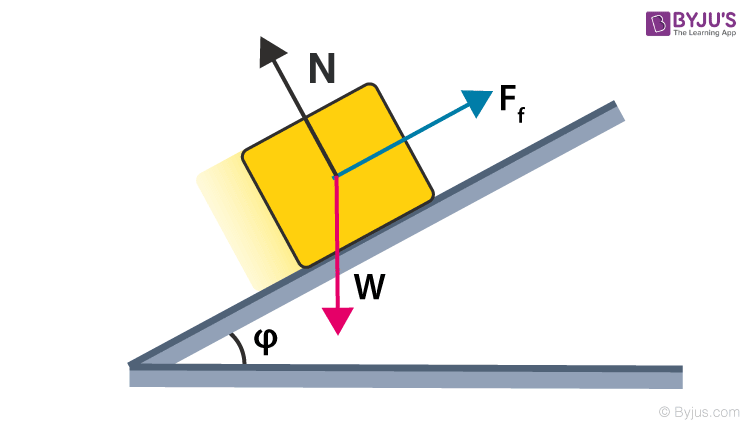 BYJU'S
The Learning App
N
Ff
W
φ
© Byjus.com